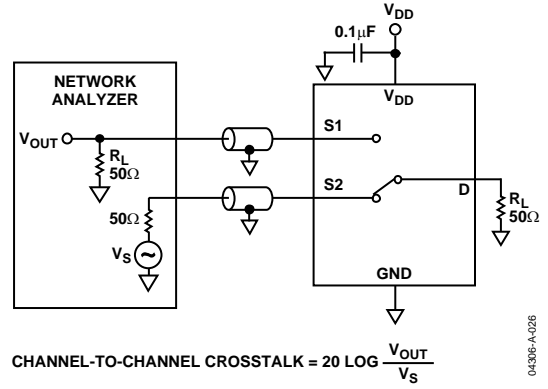 VDD
0.1μF
NETWORK
ANALYZER
VDD
VOUT
S1
RL
50Ω
S2
D
50Ω
RL
50Ω
VS
GND
CHANNEL-TO-CHANNEL CROSSTALK = 20 LOG VOUT/VS
04306-A-026